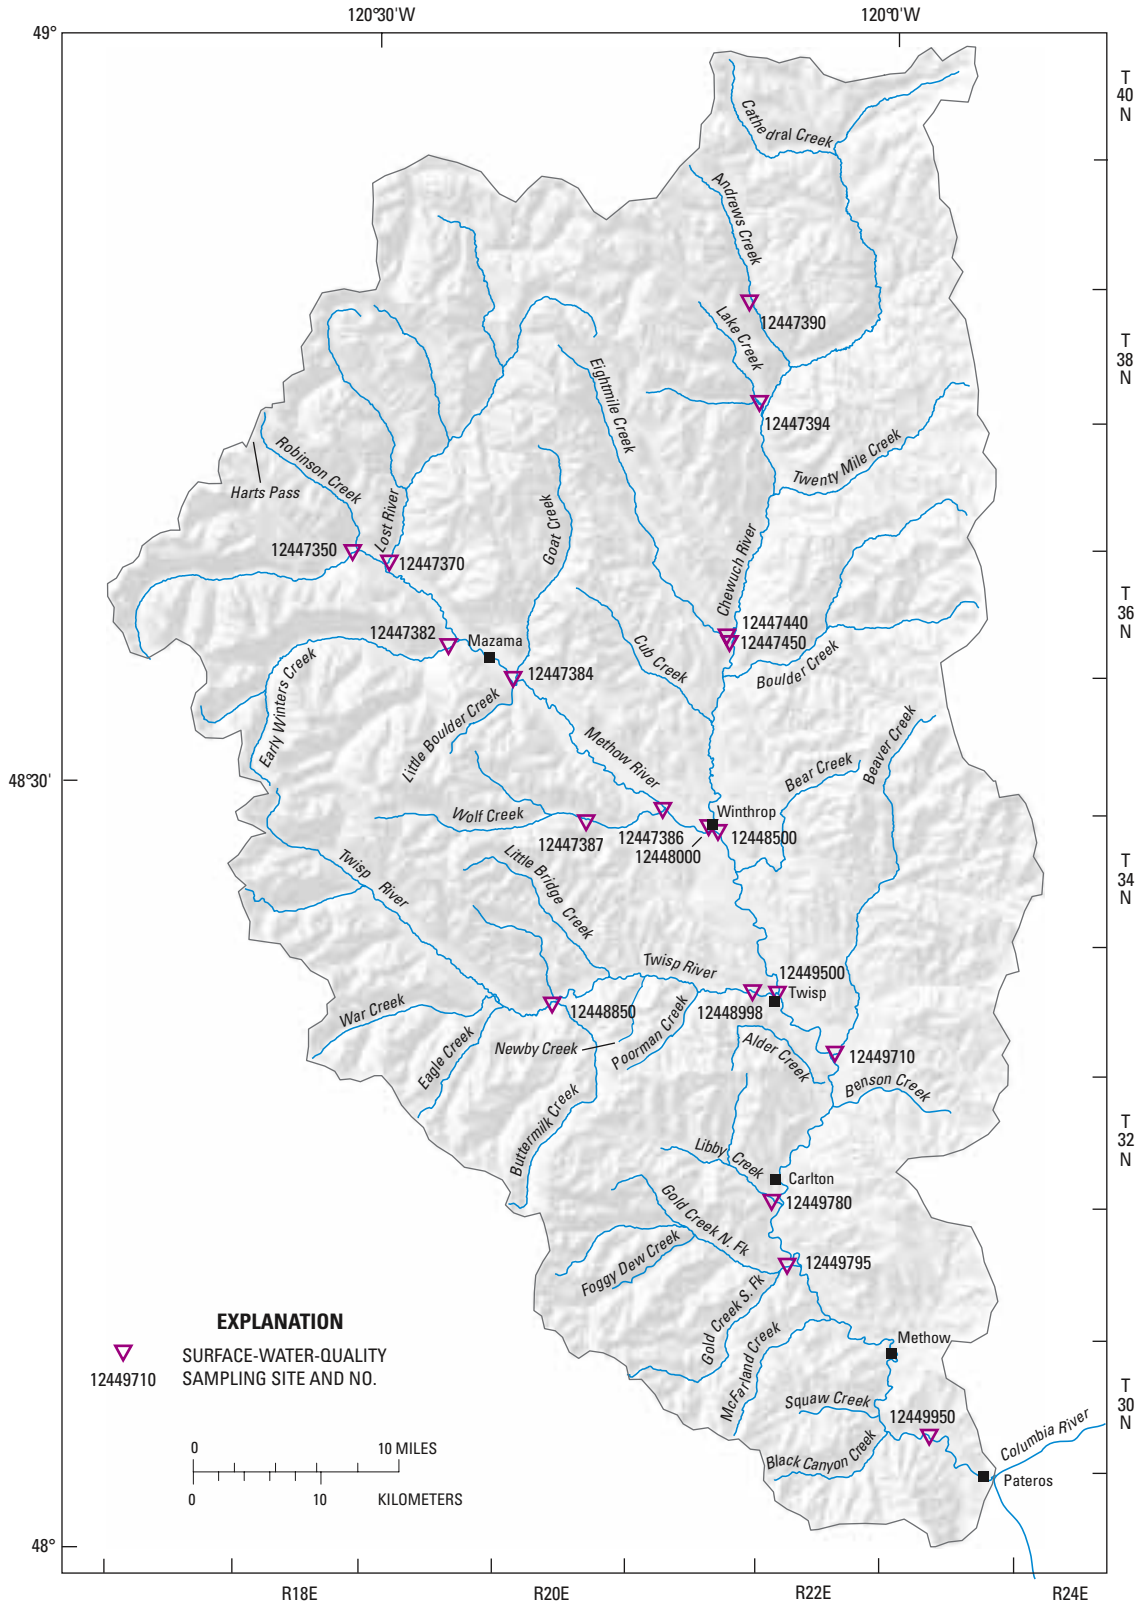 120°30'W
120°0'W
49°
T
40
N
Cathedral Creek
Andrews Creek
12447390
Lake Creek
T
38
N
Eightmile Creek
12447394
Twenty Mile Creek
Robinson Creek
Harts Pass
Lost River
Goat Creek
12447350
12447370
Chewuch River
T
36
N
12447382
Mazama
12447440
12447450
Cub Creek
Boulder Creek
12447384
Early Winters Creek
Little Boulder Creek
Methow River
Beaver Creek
Bear Creek
48°30'
Wolf Creek
Winthrop
12447387
12447386
12448500
12448000
Little Bridge Creek
Twisp River
T
34
N
Twisp River
12449500
Twisp
12448850
12448998
War Creek
Eagle Creek
Newby Creek
Poorman Creek
Alder Creek
12449710
Benson Creek
Buttermilk Creek
T
32
N
Libby Creek
Carlton
12449780
Gold Creek N. Fk
Foggy Dew Creek
12449795
Gold Creek S. Fk
McFarland Creek
Methow
EXPLANATION
SURFACE-WATER-QUALITY
12449710
SAMPLING SITE AND NO.
Squaw Creek
12449950
T
30
N
Black Canyon Creek
Columbia River
Pateros
0
10 MILES
0
10
KILOMETERS
48°
R18E
R20E
R22E
R24E